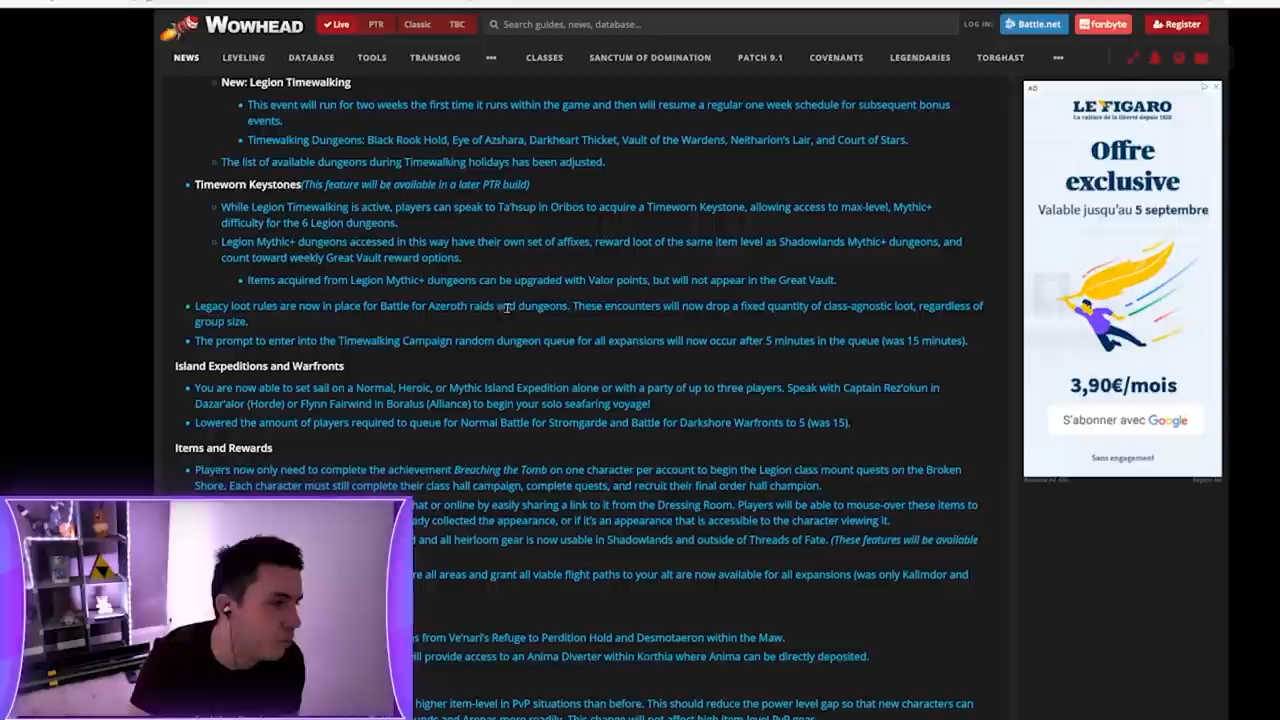 WOWHEAD
Live PTR Classic TBC
Search guides, news, database...
LOG IN: Battle.net fanbyte Register
NEWS LEVELING DATABASE TOOLS TRANSMOG ••• CLASSES SANCTUM OF DOMINATION PATCH 9.1 COVENANTS LEGENDARIES TORGHAST •••
New: Legion Timewalking
This event will run for two weeks the first time it runs within the game and then will resume a regular one week schedule for subsequent bonus
events.
Timewalking Dungeons: Black Rook Hold, Eye of Azshara, Darkheart Thicket, Vault of the Wardens, Neltharion's Lair, and Court of Stars.
The list of available dungeons during Timewalking holidays has been adjusted.
Timeworn Keystones(This feature will be available in a later PTR build)
While Legion Timewalking is active, players can speak to Ta'hsup in Oribos to acquire a Timeworn Keystone, allowing access to max-level, Mythic+
difficulty for the 6 Legion dungeons.
Legion Mythic+ dungeons accessed in this way have their own set of affixes, reward loot of the same item level as Shadowlands Mythic+ dungeons, and
count toward weekly Great Vault reward options.
Items acquired from Legion Mythic+ dungeons can be upgraded with Valor points, but will not appear in the Great Vault.
Legacy loot rules are now in place for Battle for Azeroth raids and dungeons. These encounters will now drop a fixed quantity of class-agnostic loot, regardless of
group size.
The prompt to enter into the Timewalking Campaign random dungeon queue for all expansions will now occur after 5 minutes in the queue (was 15 minutes).
Island Expeditions and Warfronts
You are now able to set sail on a Normal, Heroic, or Mythic Island Expedition alone or with a party of up to three players. Speak with Captain Rez'okun in
Dazar'alor (Horde) or Flynn Fairwind in Boralus (Alliance) to begin your solo seafaring voyage!
Lowered the amount of players required to queue for Normal Battle for Stromgarde and Battle for Darkshore Warfronts to 5 (was 15).
Items and Rewards
Players now only need to complete the achievement Breaching the Tomb on one character per account to begin the Legion class mount quests on the Broken
Shore. Each character must still complete their class hall campaign, complete quests, and recruit their final order hall champion.
hat or online by easily sharing a link to it from the Dressing Room. Players will be able to mouse-over these items to
ady collected the appearance, or if it's an appearance that is accessible to the character viewing it.
d and all heirloom gear is now usable in Shadowlands and outside of Threads of Fate. (These features will be available
re all areas and grant all viable flight paths to your alt are now available for all expansions (was only Kalimdor and
s from Ve'nari's Refuge to Perdition Hold and Desmotaeron within the Maw.
ill provide access to an Anima Diverter within Korthia where Anima can be directly deposited.
higher item-level in PvP situations than before. This should reduce the power level gap so that new characters can
unds and Arenas more readily. This change will not affect high item-level PvP gear.
AD
LE FIGARO
La culture de la liberté depuis 1826
Offre
exclusive
Valable jusqu'au 5 septembre
3,90€/mois
S'abonner avec Google
Sans engagement